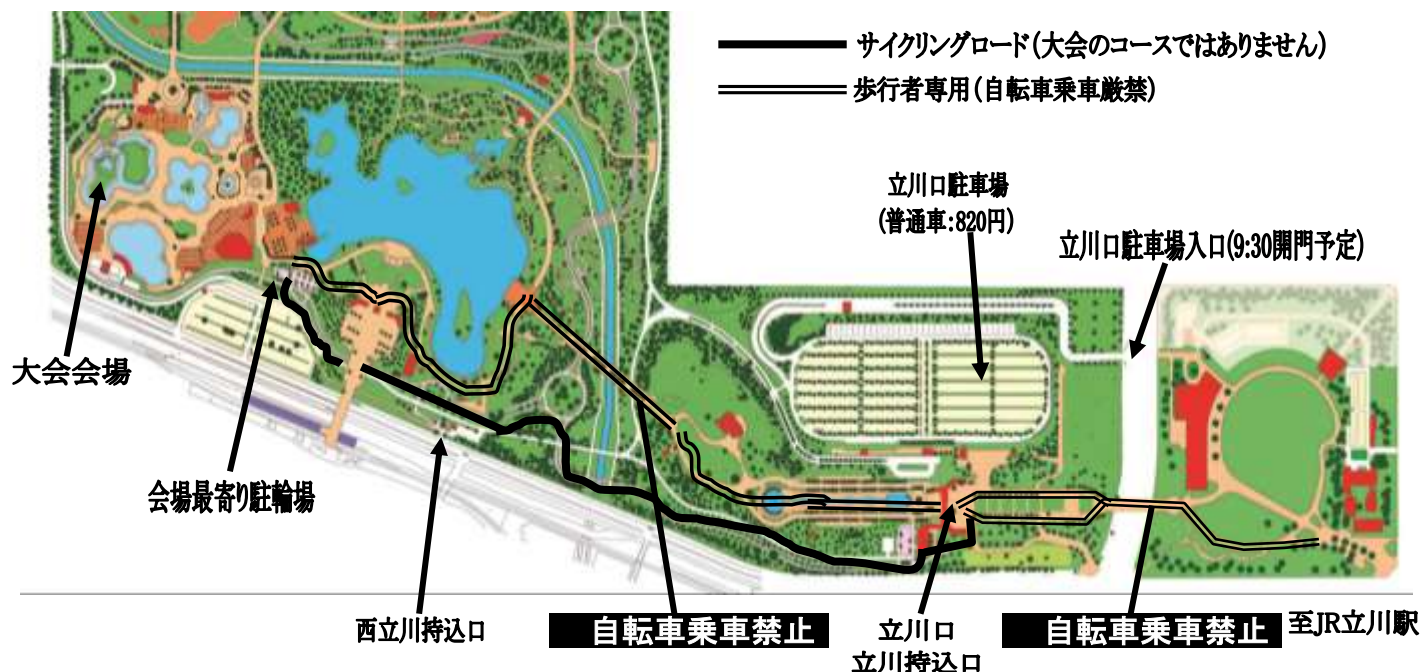 サイクリングロード(大会のコースではありません)
歩行者専用(自転車乗車厳禁)
立川口駐車場
(普通車:820円)
立川口駐車場入口(9:30開門予定)
大会会場
会場最寄り駐輪場
西立川持込口
自転車乗車禁止
立川口
立川持込口
自転車乗車禁止
至JR立川駅